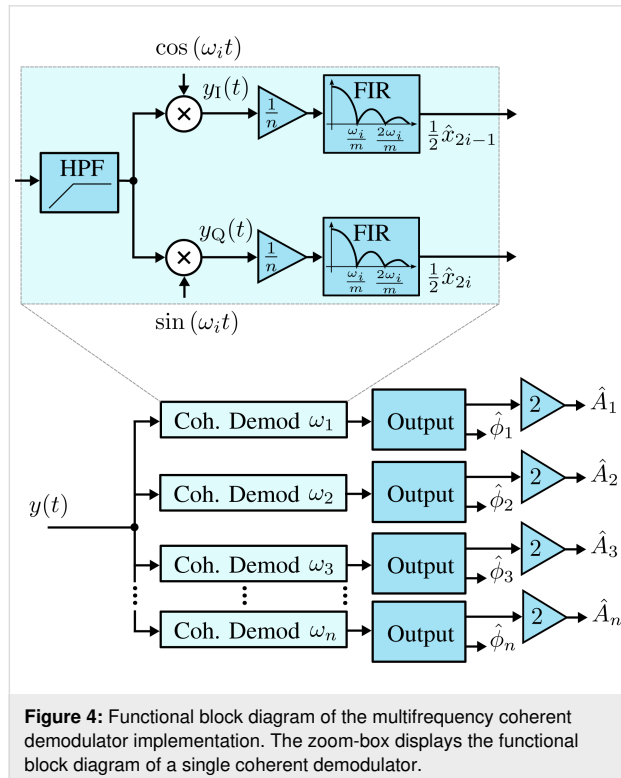 cos (ωᵢt)
y_I(t)
1/n
FIR
ωᵢ/m 2ωᵢ/m
½ x̂₂ᵢ₋₁
HPF
×
y_Q(t)
×
1/n
FIR
ωᵢ/m 2ωᵢ/m
½ x̂₂ᵢ
sin (ωᵢt)
y(t)
Coh. Demod ω₁ Output ϕ̂₁ 2 Â₁
Coh. Demod ω₂ Output ϕ̂₂ 2 Â₂
Coh. Demod ω₃ Output ϕ̂₃ 2 Â₃
⋮ ⋮ ⋮
Coh. Demod ωₙ Output ϕ̂ₙ 2 Âₙ
Figure 4: Functional block diagram of the multifrequency coherent
demodulator implementation. The zoom-box displays the functional
block diagram of a single coherent demodulator.